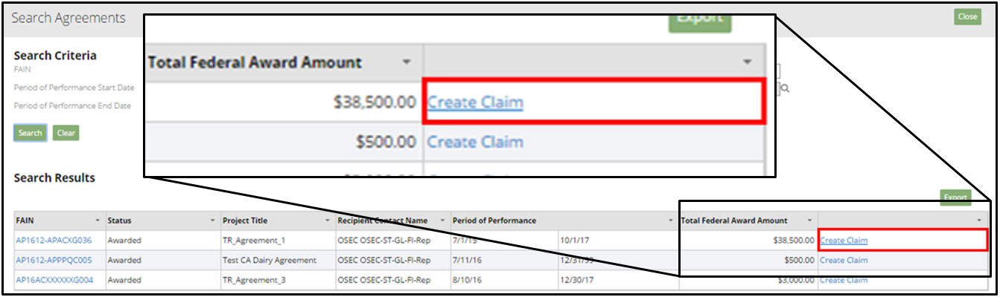 Search Agreements
Close
Search Criteria
FAIN
Period of Performance Start Date
Period of Performance End Date
Search Clear
Export
Total Federal Award Amount
$38,500.00 Create Claim
$500.00 Create Claim
Search Results
Export
FAIN Status Project Title Recipient Contact Name Period of Performance Total Federal Award Amount
AP1612-APACXG036 Awarded TR_Agreement_1 OSEC OSEC-ST-GL-FI-Rep 7/1/15 10/1/17 $38,500.00 Create Claim
AP1612-APPPQC005 Awarded Test CA Dairy Agreement OSEC OSEC-ST-GL-FI-Rep 7/11/16 12/31/99 $500.00 Create Claim
AP16ACXXXXXXG004 Awarded TR_Agreement_3 OSEC OSEC-ST-GL-FI-Rep 8/10/16 12/30/17 $3,000.00 Create Claim